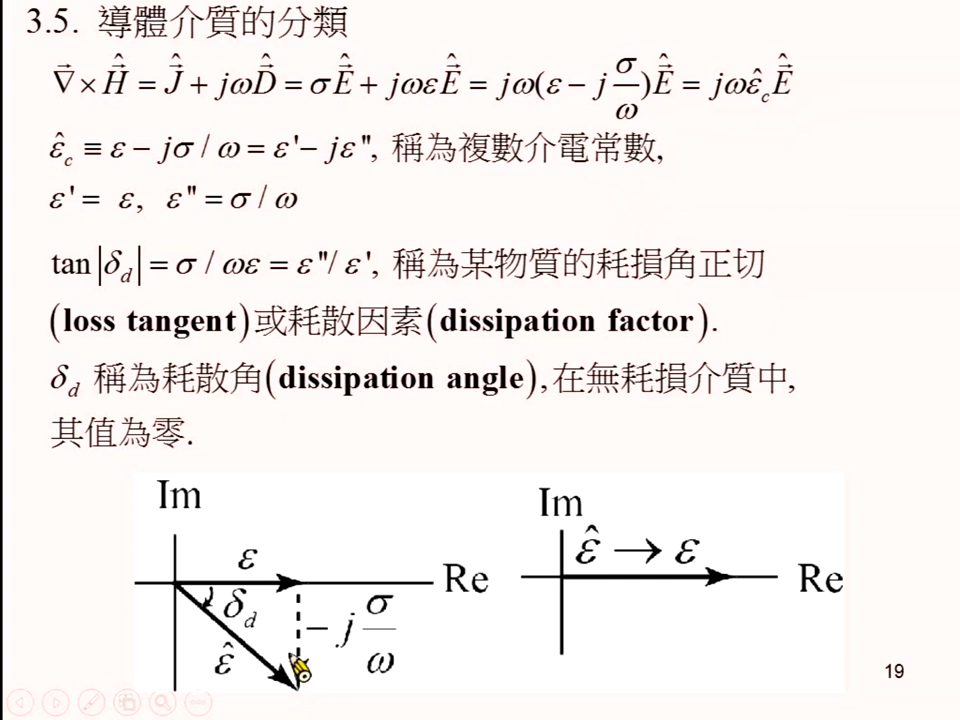 3.5. 導體介質的分類
∇⃗ × Ĥ⃗ = Ĵ⃗ + jωD̂⃗ = σÊ⃗ + jωεÊ⃗ = jω(ε − j σ/ω)Ê⃗ = jωε̂_c Ê⃗
ε̂_c ≡ ε − jσ / ω = ε'− jε", 稱為複數介電常數,
ε' = ε, ε" = σ / ω
tan|δ_d| = σ / ωε = ε"/ ε', 稱為某物質的耗損角正切
(loss tangent)或耗散因素(dissipation factor).
δ_d 稱為耗散角(dissipation angle),在無耗損介質中,
其值為零.
Im
ε
Re
δ_d
− j σ/ω
ε̂
Im
ε̂ → ε
Re
19